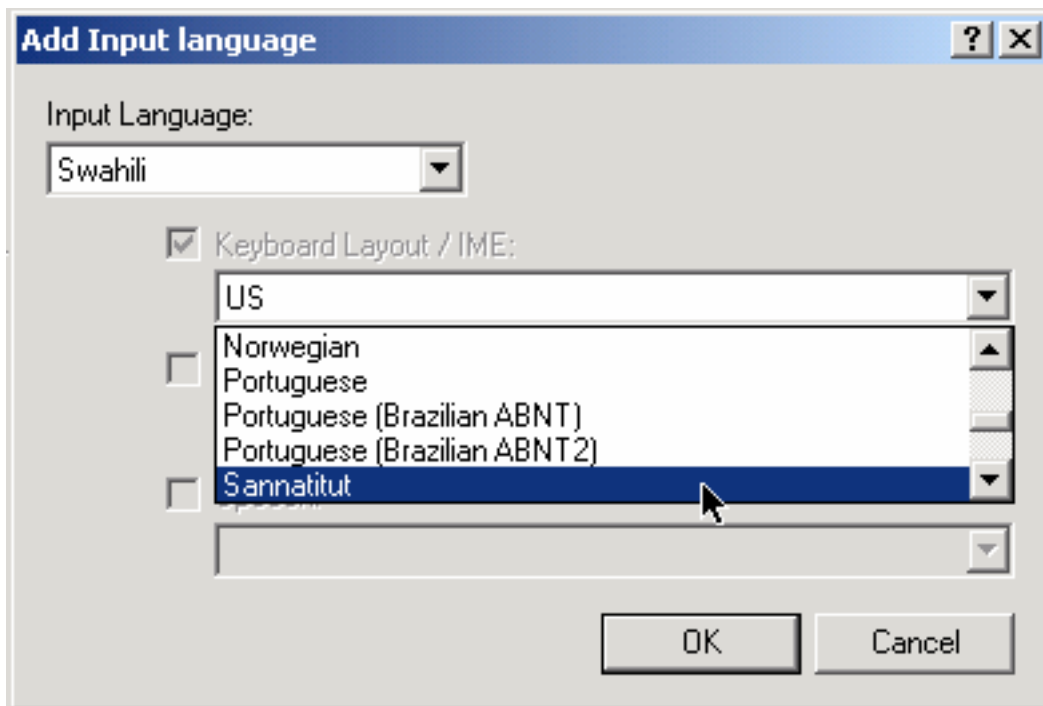 Add Input language
Input Language:
Swahili
Keyboard Layout / IME:
US
Norwegian
Portuguese
Portuguese (Brazilian ABNT)
Portuguese (Brazilian ABNT2)
Sannatitut
OK
Cancel